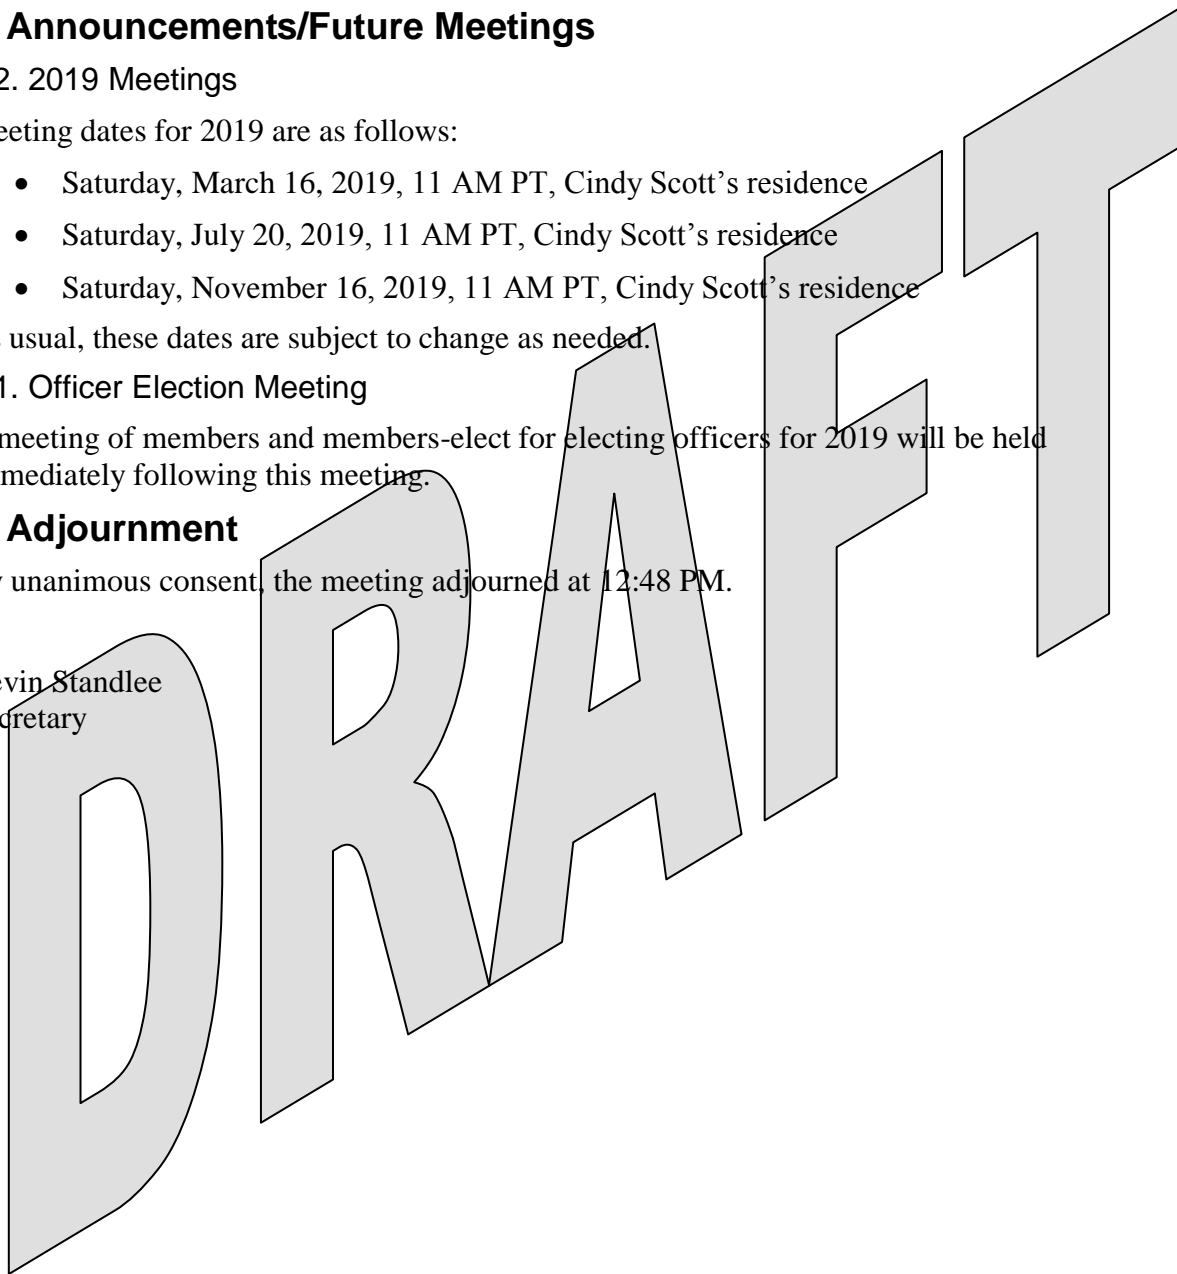 Announcements/Future Meetings
2. 2019 Meetings
eeting dates for 2019 are as follows:
• Saturday, March 16, 2019, 11 AM PT, Cindy Scott’s residence
• Saturday, July 20, 2019, 11 AM PT, Cindy Scott’s residence
• Saturday, November 16, 2019, 11 AM PT, Cindy Scott’s residence
s usual, these dates are subject to change as needed.
1. Officer Election Meeting
meeting of members and members-elect for electing officers for 2019 will be held
mediately following this meeting.
Adjournment
y unanimous consent, the meeting adjourned at 12:48 PM.
evin Standlee
cretary
DRAFT